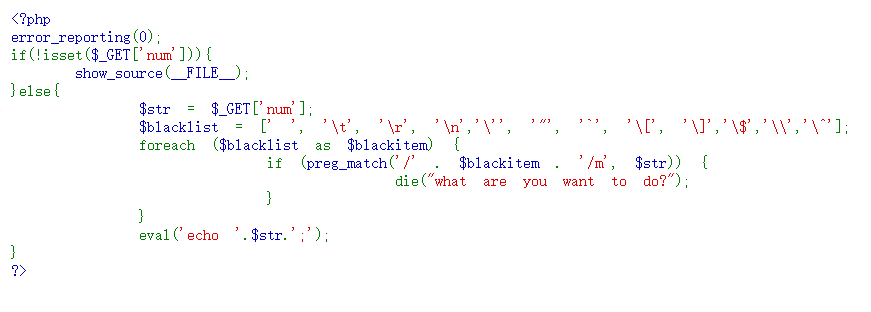 <?php
error_reporting(0);
if(!isset($_GET['num'])){
        show_source(__FILE__);
}else{
                $str = $_GET['num'];
                $blacklist = [' ', '\t', '\r', '\n','\'', '"', '`', '\[', '\]','\$','\\','\^'];
                foreach ($blacklist as $blackitem) {
                                if (preg_match('/' . $blackitem . '/m', $str)) {
                                                die("what are you want to do?");
                                }
                }
                eval('echo '.$str.';');
}
?>